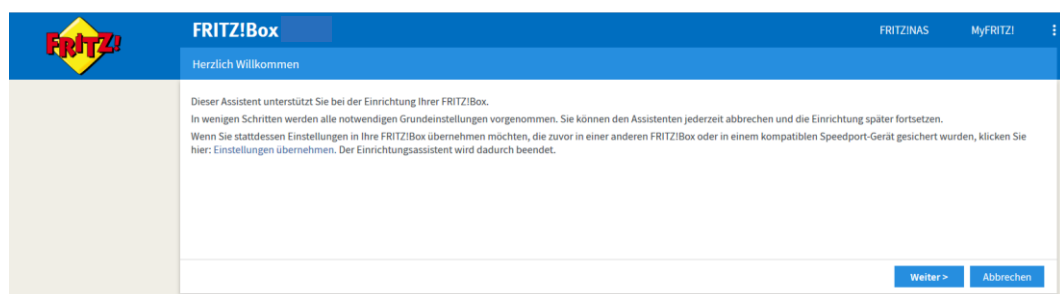 FRITZ!
FRITZ!Box
FRITZ!NAS
MyFRITZ!
Herzlich Willkommen
Dieser Assistent unterstützt Sie bei der Einrichtung Ihrer FRITZ!Box.
In wenigen Schritten werden alle notwendigen Grundeinstellungen vorgenommen. Sie können den Assistenten jederzeit abbrechen und die Einrichtung später fortsetzen.
Wenn Sie stattdessen Einstellungen in Ihre FRITZ!Box übernehmen möchten, die zuvor in einer anderen FRITZ!Box oder in einem kompatiblen Speedport-Gerät gesichert wurden, klicken Sie
hier: Einstellungen übernehmen. Der Einrichtungsassistent wird dadurch beendet.
Weiter >
Abbrechen